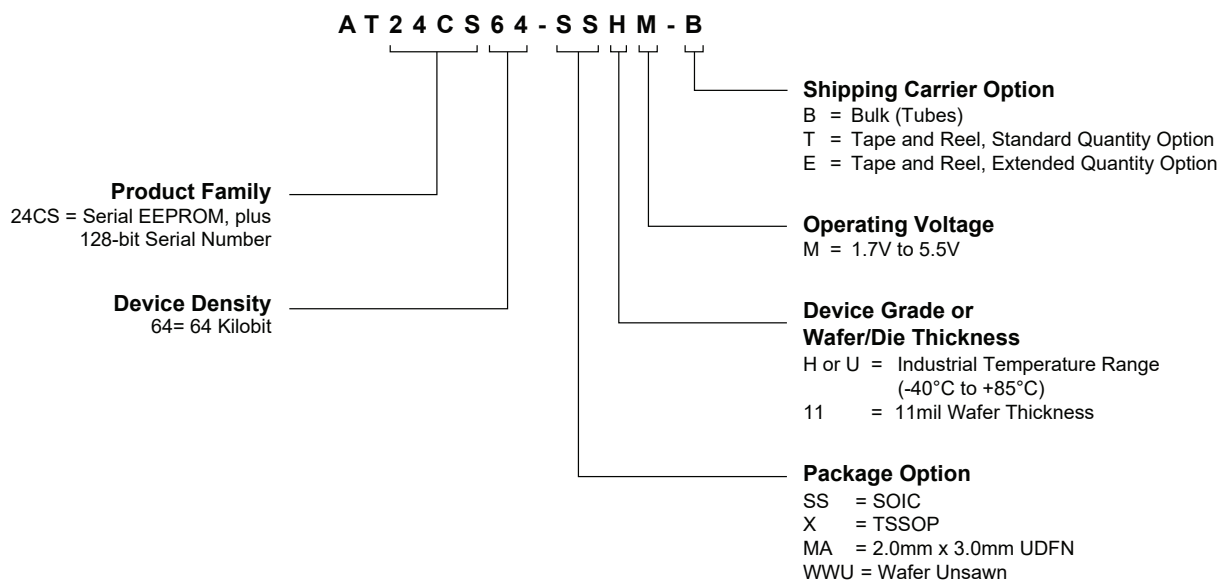 A T 2 4 C S 6 4 - S S H M - B
Product Family
24CS = Serial EEPROM, plus
128-bit Serial Number
Device Density
64= 64 Kilobit
Shipping Carrier Option
B = Bulk (Tubes)
T = Tape and Reel, Standard Quantity Option
E = Tape and Reel, Extended Quantity Option
Operating Voltage
M = 1.7V to 5.5V
Device Grade or
Wafer/Die Thickness
H or U = Industrial Temperature Range
(-40°C to +85°C)
11 = 11mil Wafer Thickness
Package Option
SS = SOIC
X = TSSOP
MA = 2.0mm x 3.0mm UDFN
WWU = Wafer Unsawn